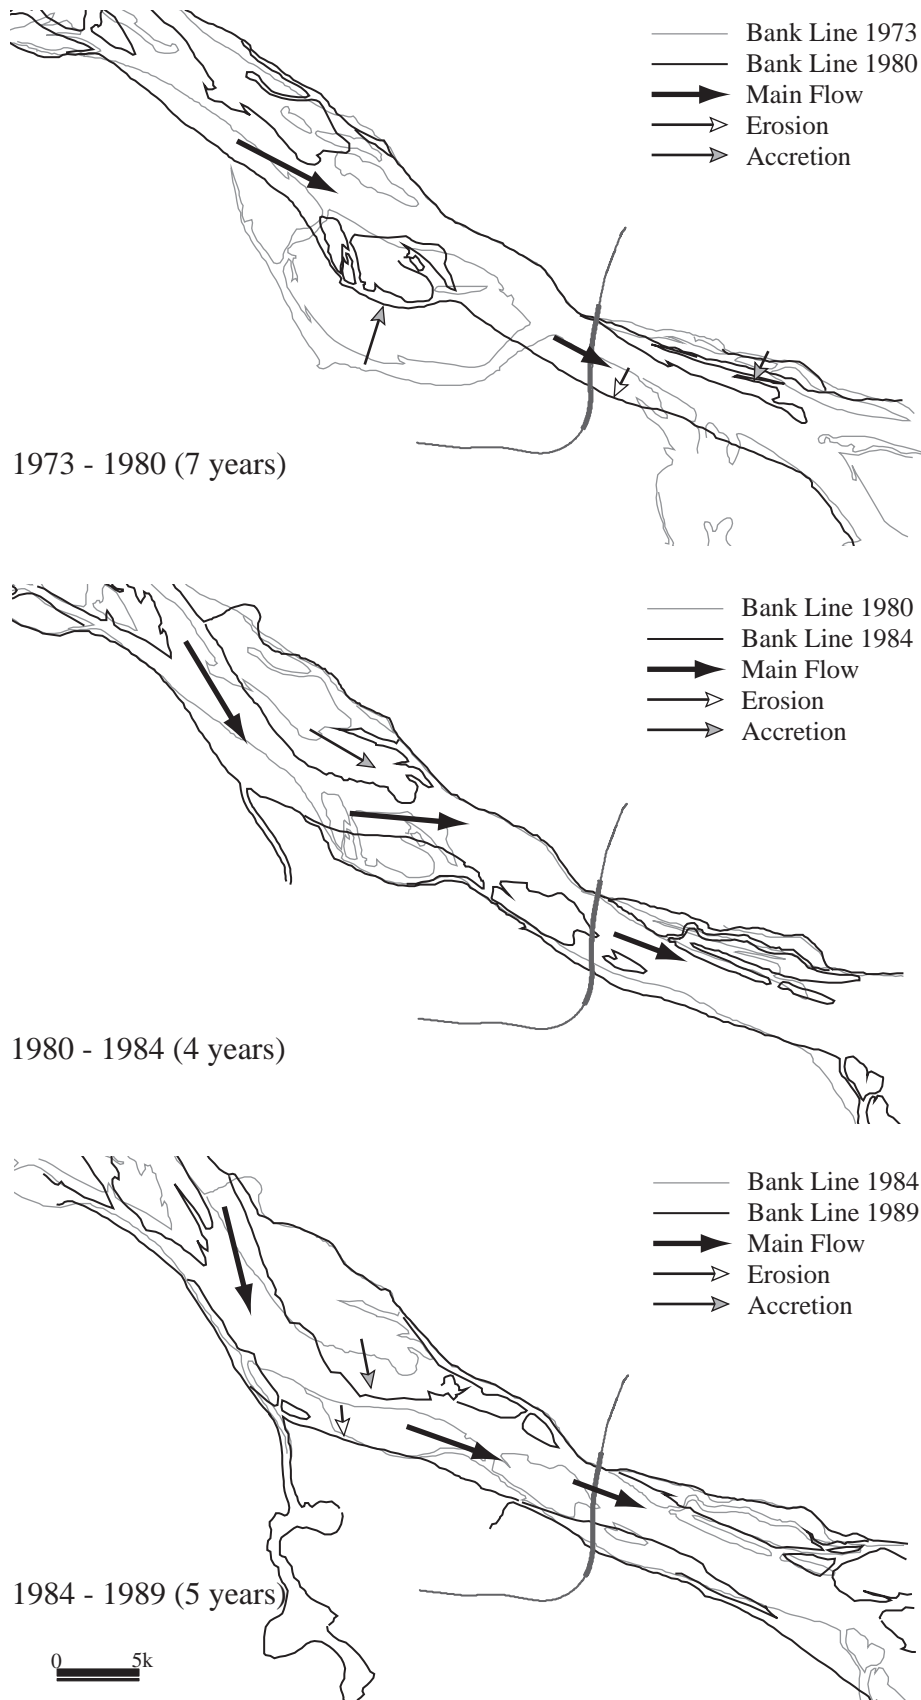 Bank Line 1973
Bank Line 1980
Main Flow
Erosion
Accretion
1973 - 1980 (7 years)
Bank Line 1980
Bank Line 1984
Main Flow
Erosion
Accretion
1980 - 1984 (4 years)
Bank Line 1984
Bank Line 1989
Main Flow
Erosion
Accretion
1984 - 1989 (5 years)
0 5k